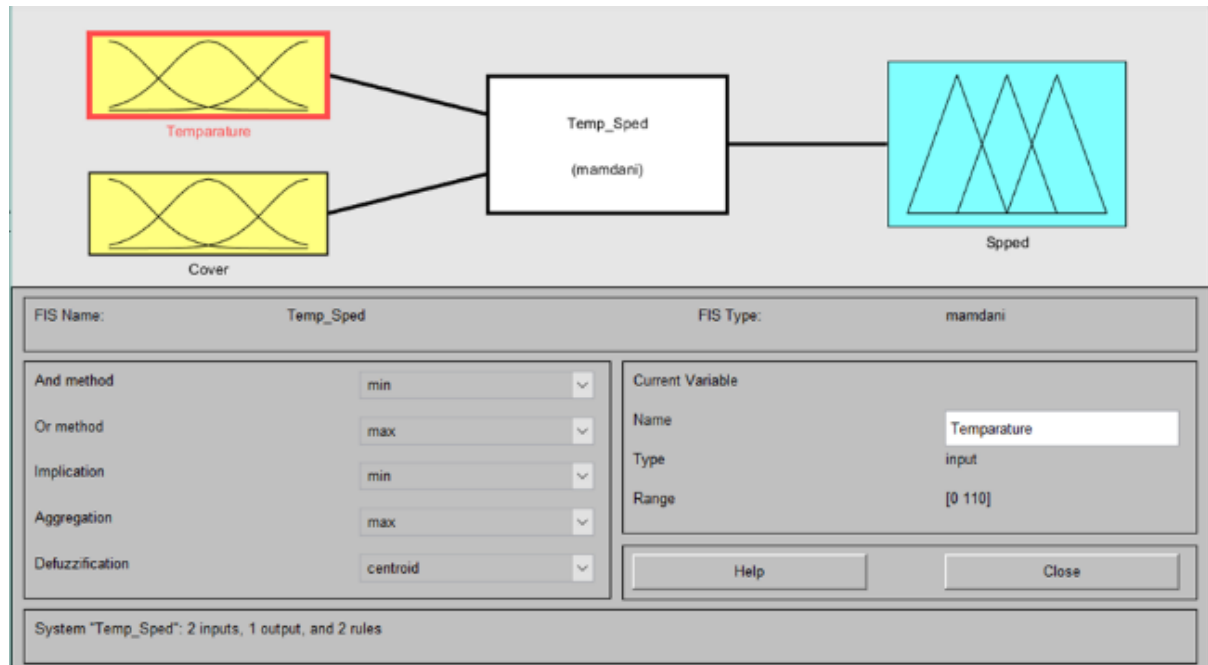 Temparature
Temp_Sped
(mamdani)
Cover
Spped
FIS Name: Temp_Sped FIS Type: mamdani
And method min
Or method max
Implication min
Aggregation max
Defuzzification centroid
Current Variable
Name Temparature
Type input
Range [0 110]
Help Close
System "Temp_Sped": 2 inputs, 1 output, and 2 rules